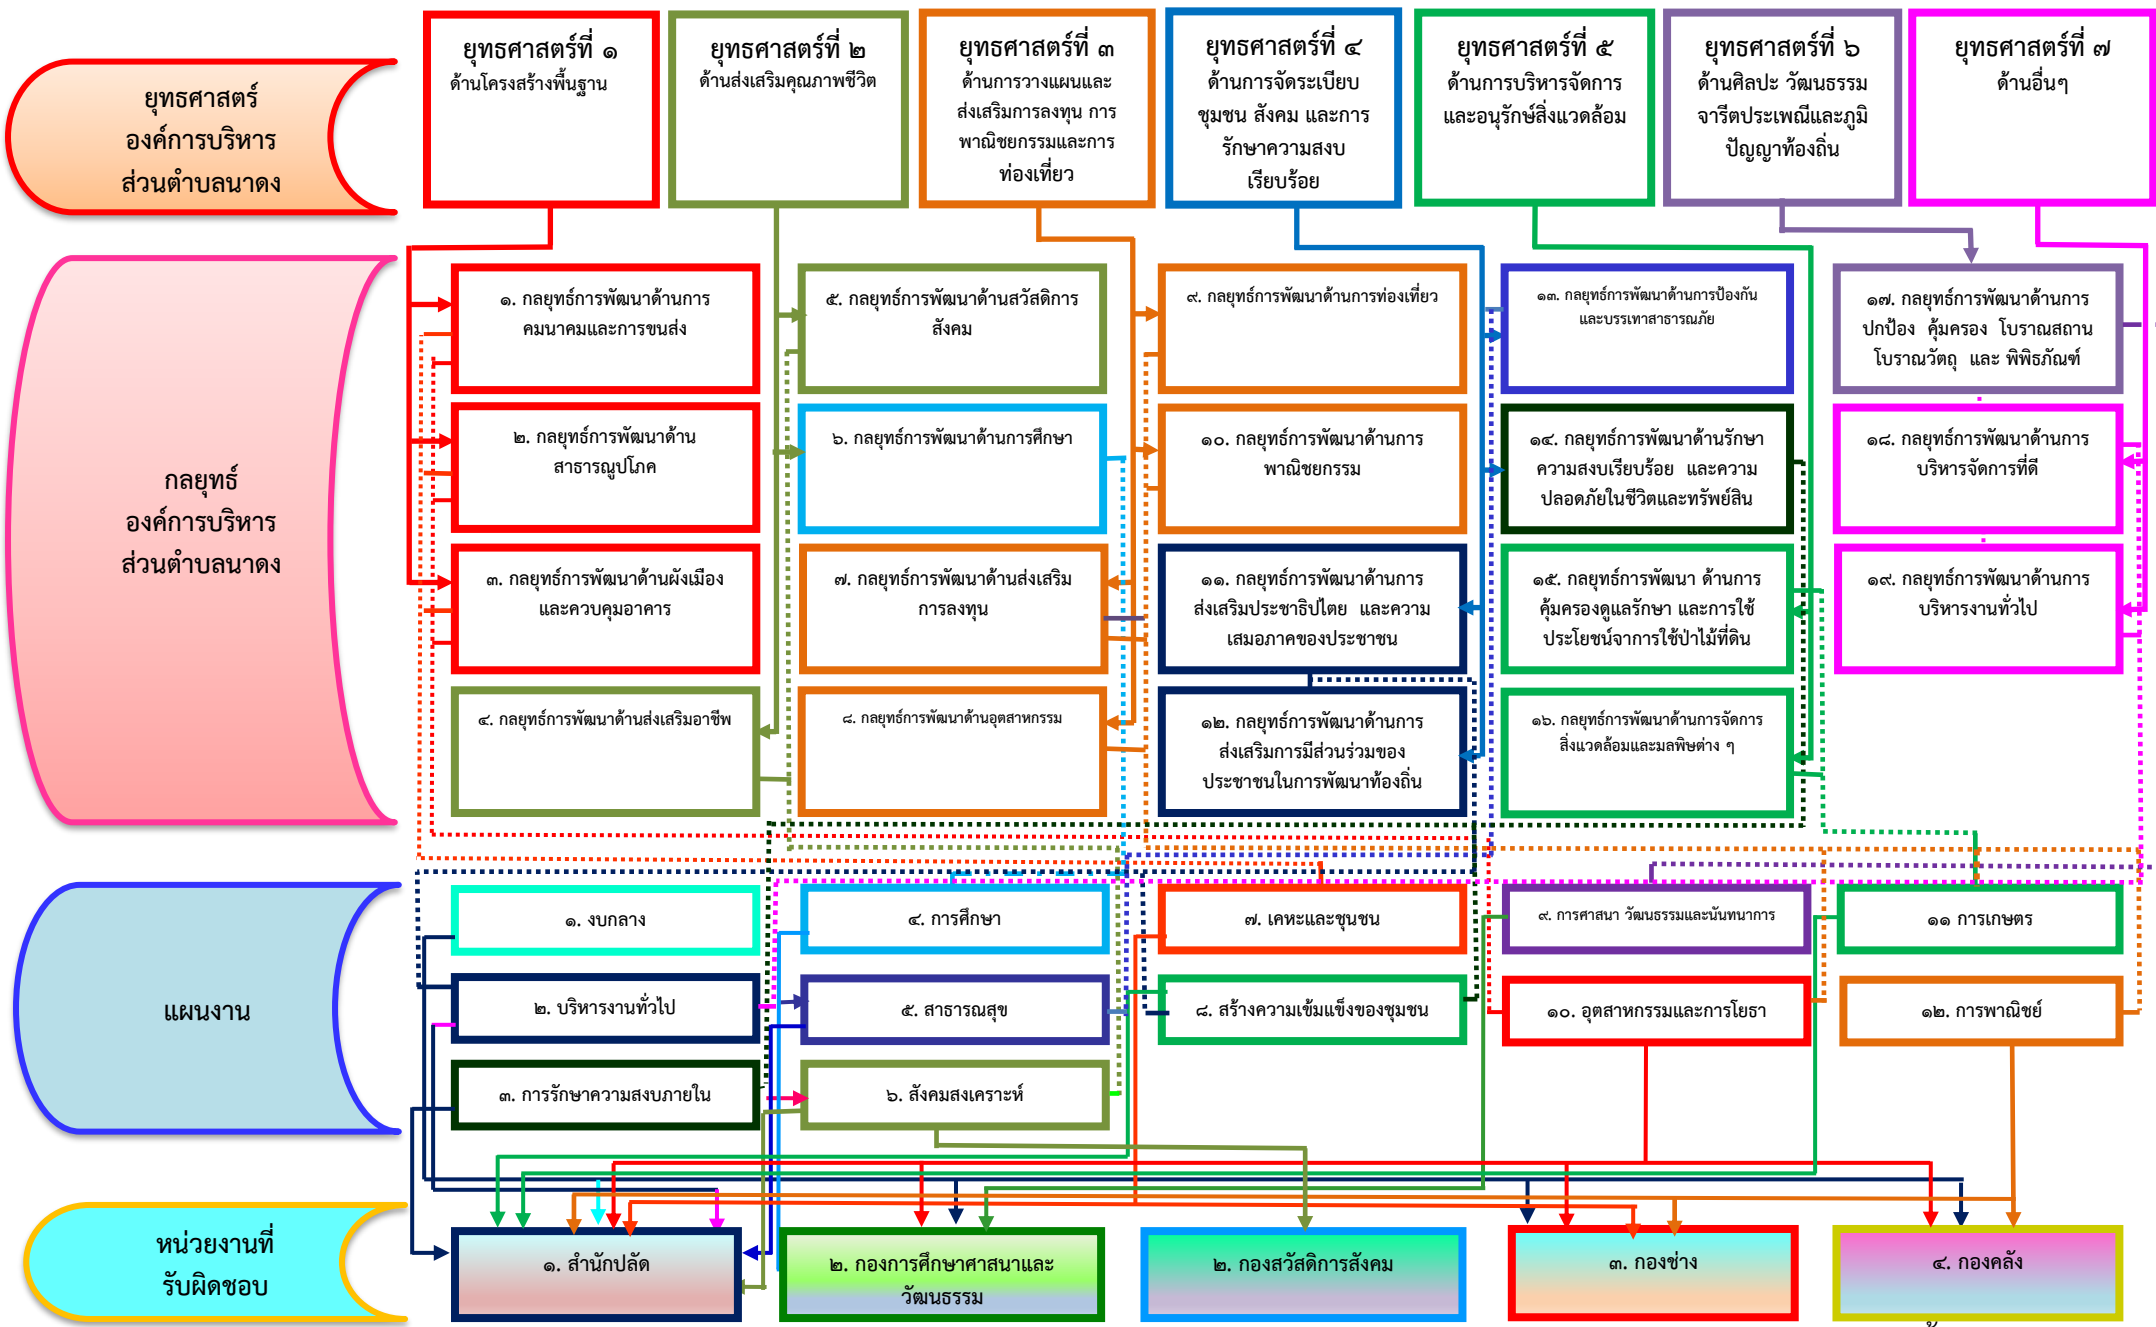 ยุทธศาสตร์
องค์การบริหาร
ส่วนตำบลนาดง
ยุทธศาสตร์ที่ ๑
ด้านโครงสร้างพื้นฐาน
ยุทธศาสตร์ที่ ๒
ด้านส่งเสริมคุณภาพชีวิต
ยุทธศาสตร์ที่ ๓
ด้านการวางแผนและ
ส่งเสริมการลงทุน การ
พาณิชยกรรมและการ
ท่องเที่ยว
ยุทธศาสตร์ที่ ๔
ด้านการจัดระเบียบ
ชุมชน สังคม และการ
รักษาความสงบ
เรียบร้อย
ยุทธศาสตร์ที่ ๕
ด้านการบริหารจัดการ
และอนุรักษ์สิ่งแวดล้อม
ยุทธศาสตร์ที่ ๖
ด้านศิลปะ วัฒนธรรม
จารีตประเพณีและภูมิ
ปัญญาท้องถิ่น
ยุทธศาสตร์ที่ ๗
ด้านอื่นๆ
กลยุทธ์
องค์การบริหาร
ส่วนตำบลนาดง
๑. กลยุทธ์การพัฒนาด้านการ
คมนาคมและการขนส่ง
๒. กลยุทธ์การพัฒนาด้าน
สาธารณูปโภค
๓. กลยุทธ์การพัฒนาด้านผังเมือง
และควบคุมอาคาร
๔. กลยุทธ์การพัฒนาด้านส่งเสริมอาชีพ
๕. กลยุทธ์การพัฒนาด้านสวัสดิการ
สังคม
๖. กลยุทธ์การพัฒนาด้านการศึกษา
๗. กลยุทธ์การพัฒนาด้านส่งเสริม
การลงทุน
๘. กลยุทธ์การพัฒนาด้านอุตสาหกรรม
๙. กลยุทธ์การพัฒนาด้านการท่องเที่ยว
๑๐. กลยุทธ์การพัฒนาด้านการ
พาณิชยกรรม
๑๑. กลยุทธ์การพัฒนาด้านการ
ส่งเสริมประชาธิปไตย และความ
เสมอภาคของประชาชน
๑๒. กลยุทธ์การพัฒนาด้านการ
ส่งเสริมการมีส่วนร่วมของ
ประชาชนในการพัฒนาท้องถิ่น
๑๓. กลยุทธ์การพัฒนาด้านการป้องกัน
และบรรเทาสาธารณภัย
๑๔. กลยุทธ์การพัฒนาด้านรักษา
ความสงบเรียบร้อย และความ
ปลอดภัยในชีวิตและทรัพย์สิน
๑๕. กลยุทธ์การพัฒนา ด้านการ
คุ้มครองดูแลรักษา และการใช้
ประโยชน์จาการใช้ป่าไม้ที่ดิน
๑๖. กลยุทธ์การพัฒนาด้านการจัดการ
สิ่งแวดล้อมและมลพิษต่าง ๆ
๑๗. กลยุทธ์การพัฒนาด้านการ
ปกป้อง คุ้มครอง โบราณสถาน
โบราณวัตถุ และ พิพิธภัณฑ์
๑๘. กลยุทธ์การพัฒนาด้านการ
บริหารจัดการที่ดี
๑๙. กลยุทธ์การพัฒนาด้านการ
บริหารงานทั่วไป
แผนงาน
๑. งบกลาง
๒. บริหารงานทั่วไป
๓. การรักษาความสงบภายใน
๔. การศึกษา
๕. สาธารณสุข
๖. สังคมสงเคราะห์
๗. เคหะและชุนชน
๘. สร้างความเข้มแข็งของชุมชน
๙. การศาสนา วัฒนธรรมและนันทนาการ
๑๐. อุตสาหกรรมและการโยธา
๑๑ การเกษตร
๑๒. การพาณิชย์
หน่วยงานที่
รับผิดชอบ
๑. สำนักปลัด
๒. กองการศึกษาศาสนาและ
วัฒนธรรม
๒. กองสวัสดิการสังคม
๓. กองช่าง
๔. กองคลัง